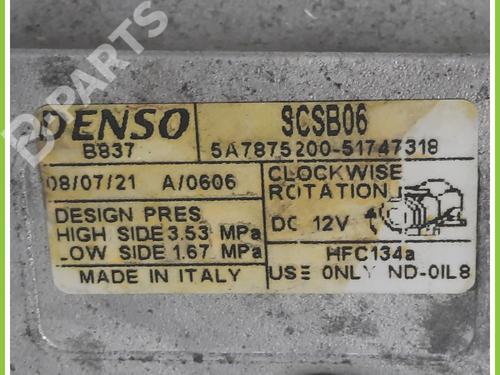 B-PARTS
DENSO
SCSB06
B837
5A7875200-51747318
08/07/21 A/0606
CLOCKWISE
ROTATION
DESIGN PRES
HIGH SIDE 3.53 MPa
LOW SIDE 1.67 MPa
DC 12V
HFC134a
MADE IN ITALY
USE ONLY ND-OIL8